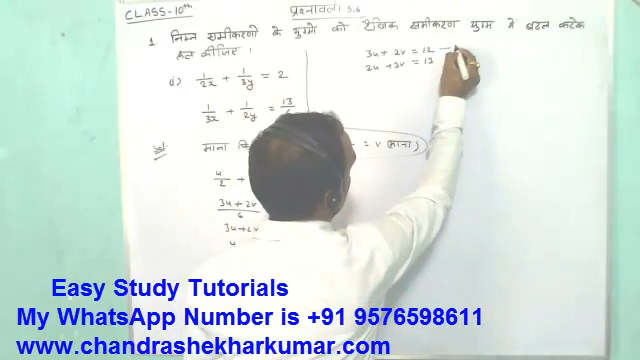 CLASS-10th
प्रश्नावली 3.6
1 निम्न समीकरणों के युग्मों को रैखिक समीकरण युग्म में बदल करके
हल कीजिए ।
1/2x + 1/3y = 2
1/3x + 1/2y = 13/6
माना कि = v (माना)
u/2 +
3u + 2v/6
3u + 2v
4
3u + 2v = 12
2u + 3v = 13
Easy Study Tutorials
My WhatsApp Number is +91 9576598611
www.chandrashekharkumar.com